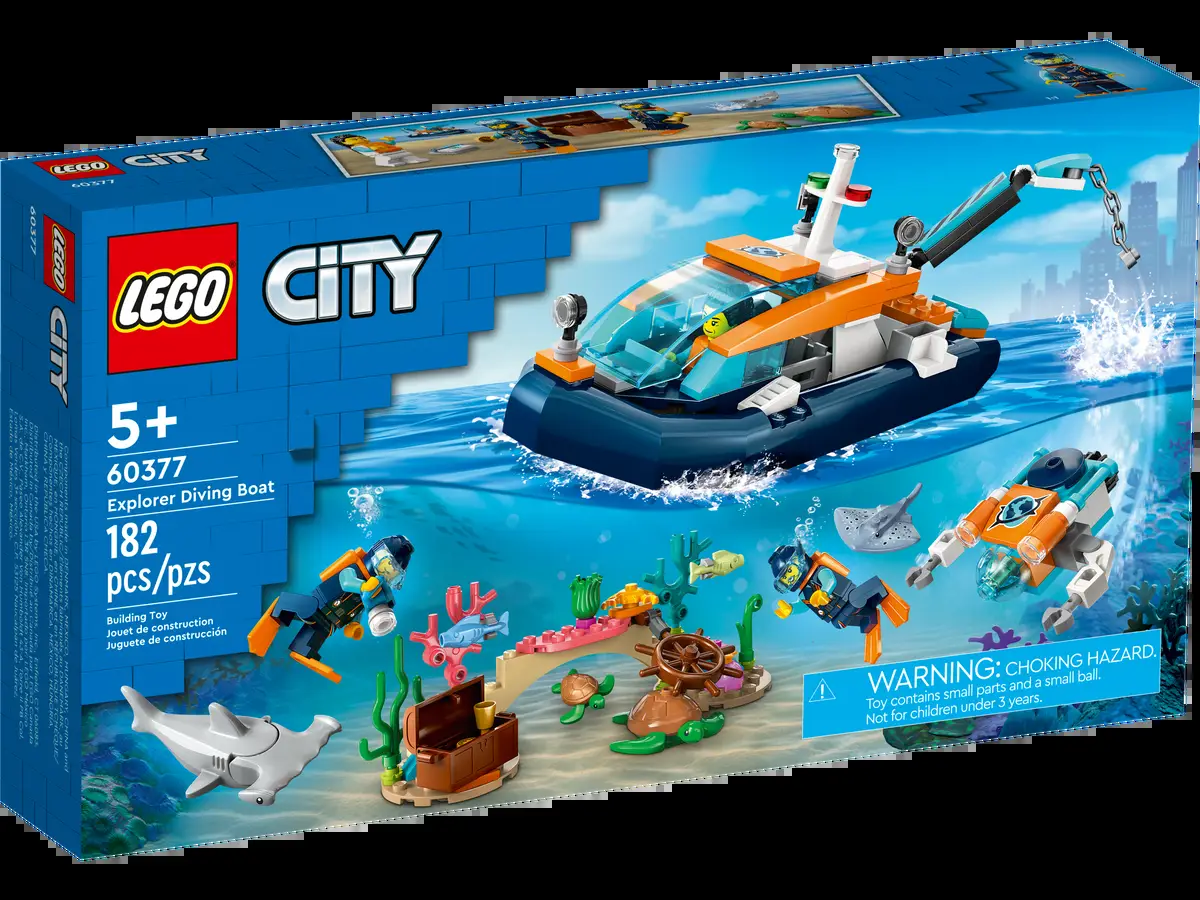 LEGO
CITY
60377
60377
LEGO
CITY
LEGO
CITY
5+
60377
Explorer Diving Boat
182
pcs/pzs
Building Toy
Jouet de construction
Juguete de construcción
WARNING: CHOKING HAZARD.
Toy contains small parts and a small ball.
Not for children under 3 years.